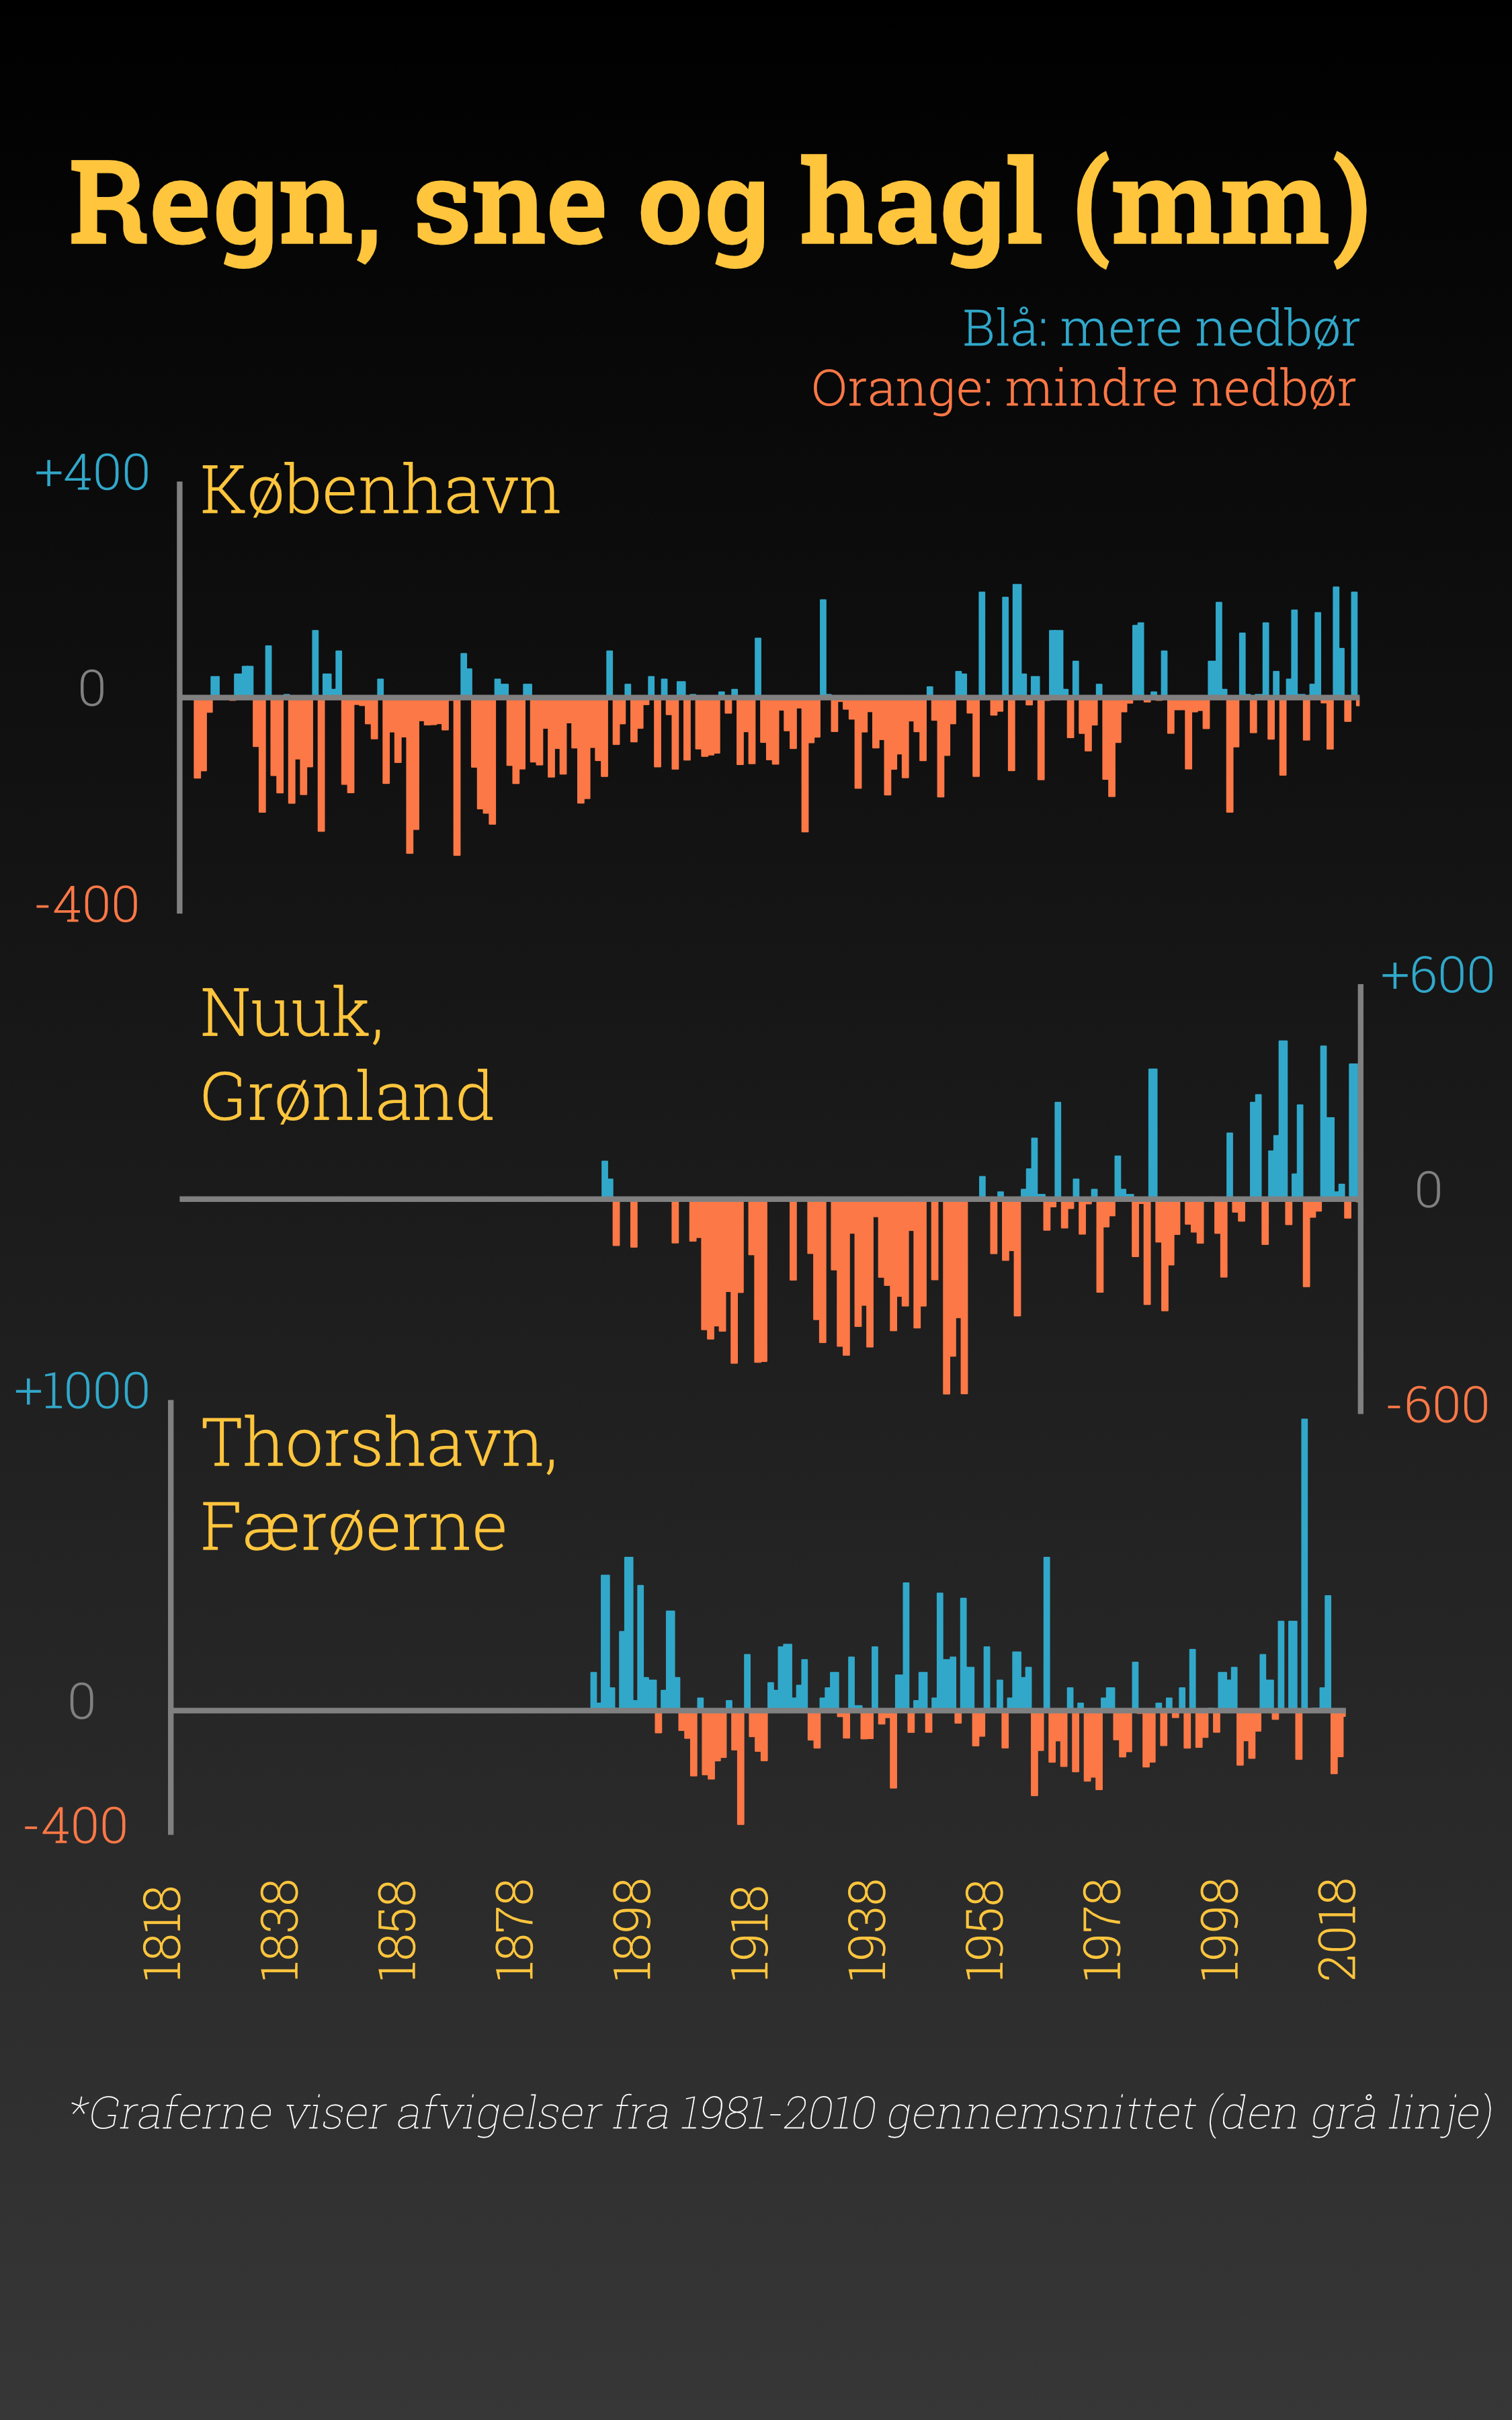 Regn, sne og hagl (mm)
Blå: mere nedbør
Orange: mindre nedbør
+400
København
0
-400
+600
Nuuk,
Grønland
0
-600
+1000
Thorshavn,
Færøerne
0
-400
1818 1838 1858 1878 1898 1918 1938 1958 1978 1998 2018
*Graferne viser afvigelser fra 1981-2010 gennemsnittet (den grå linje)